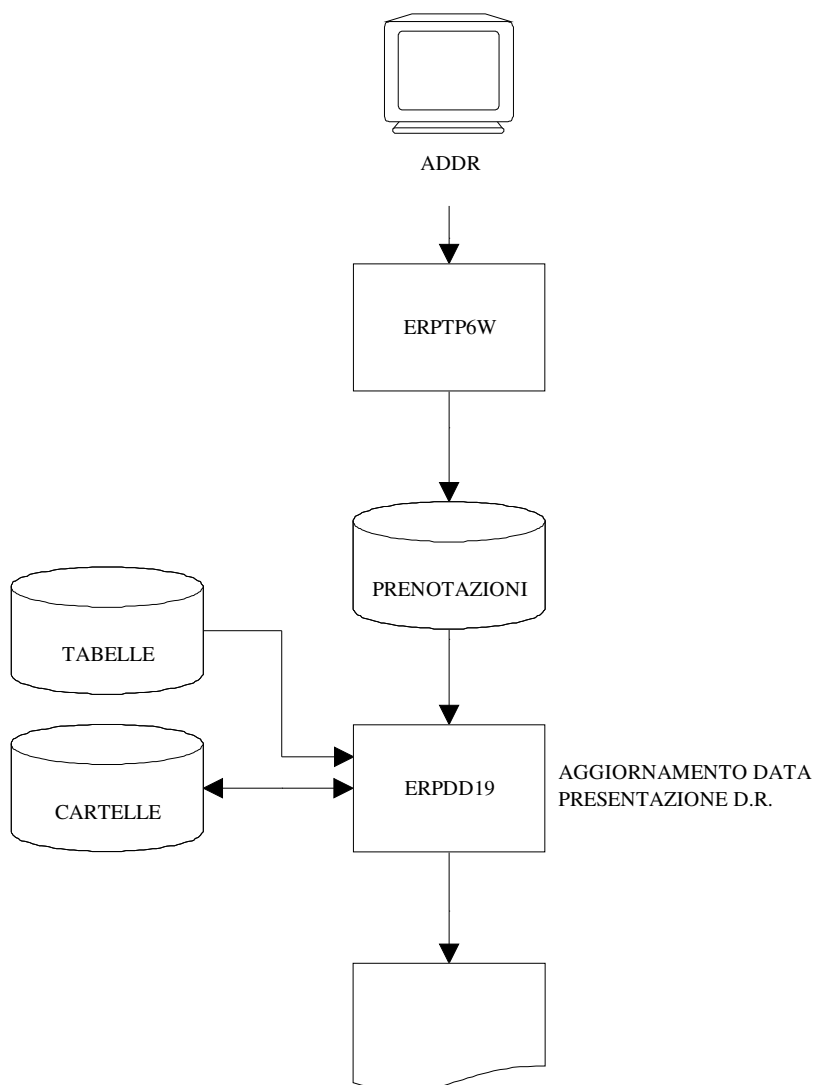 ADDR
ERPTP6W
PRENOTAZIONI
TABELLE
CARTELLE
ERPDD19
AGGIORNAMENTO DATA
PRESENTAZIONE D.R.